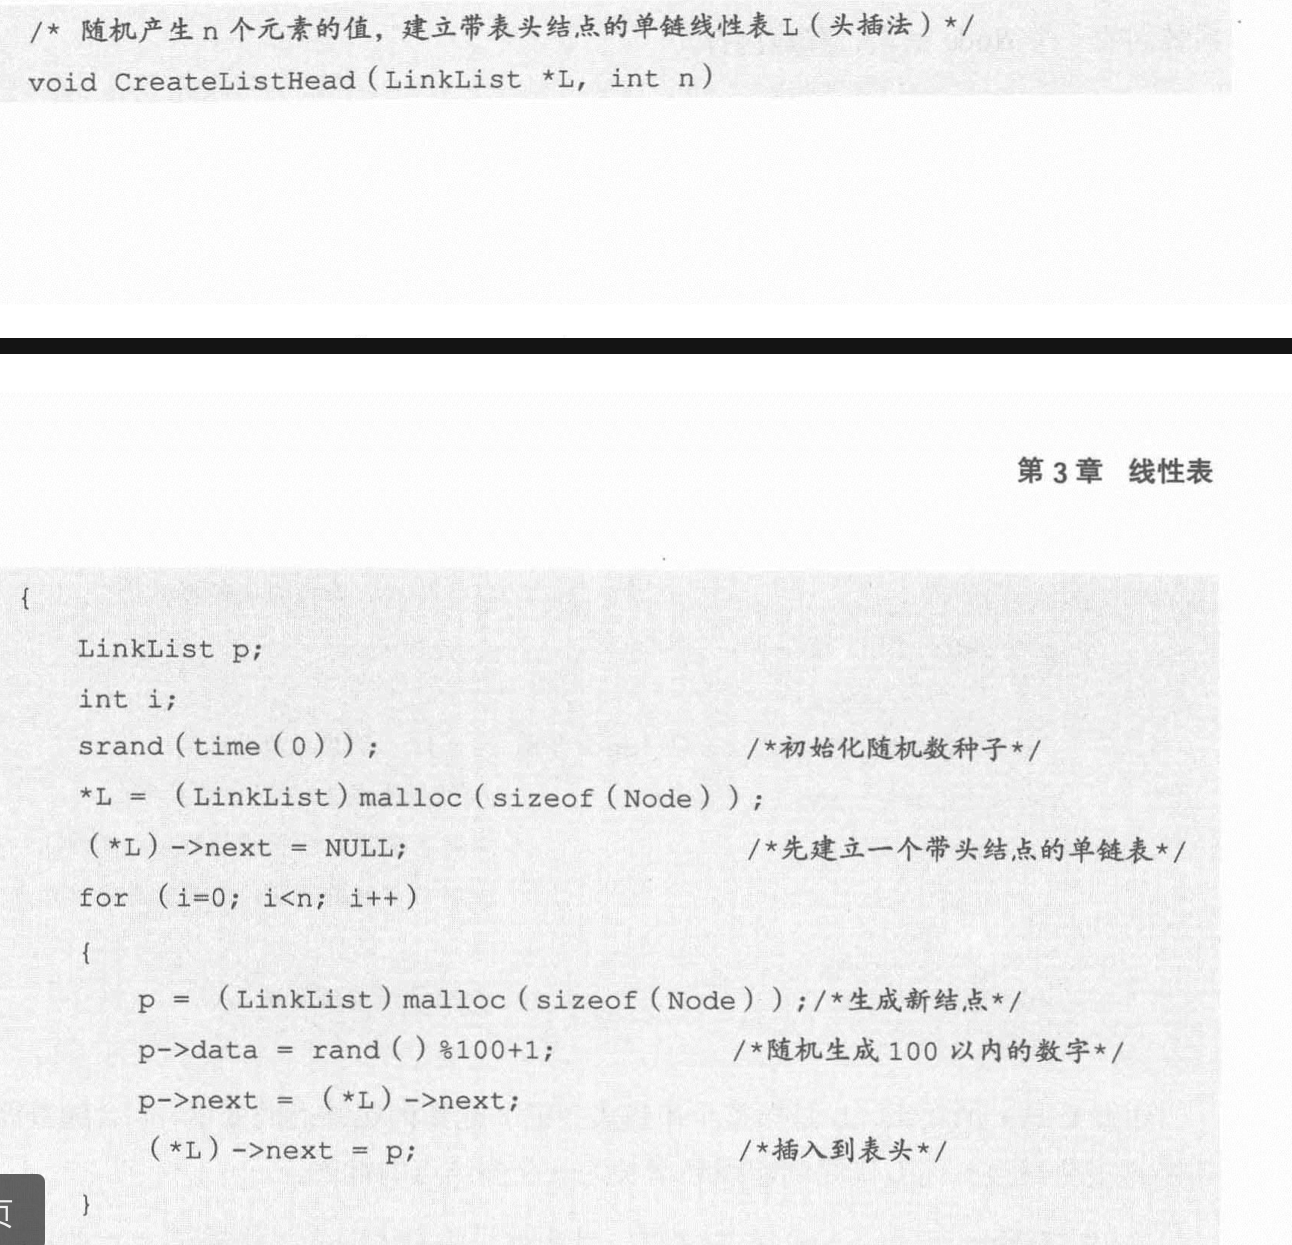 /* 随机产生 n 个元素的值，建立带表头结点的单链线性表 L（头插法）*/
void CreateListHead(LinkList *L, int n)
第 3 章 线性表
{
LinkList p;
int i;
srand(time(0)); /*初始化随机数种子*/
*L = (LinkList)malloc(sizeof(Node));
(*L)->next = NULL; /*先建立一个带头结点的单链表*/
for (i=0; i<n; i++)
{
p = (LinkList)malloc(sizeof(Node));/*生成新结点*/
p->data = rand()%100+1; /*随机生成 100 以内的数字*/
p->next = (*L)->next;
(*L)->next = p; /*插入到表头*/
}
页